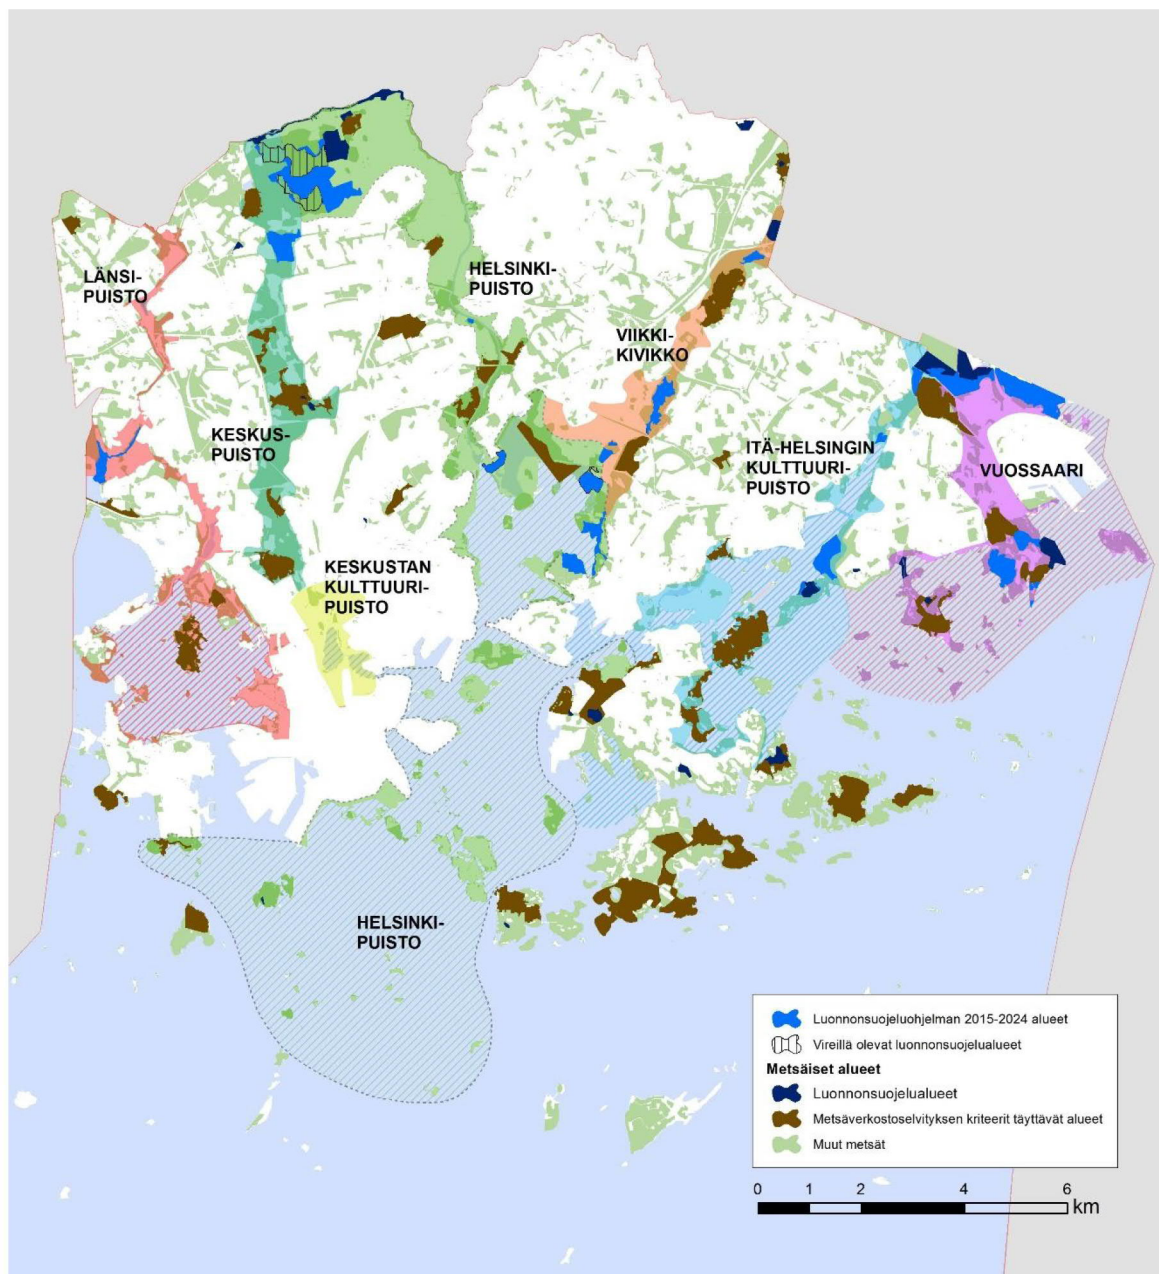 LÄNSI-
PUISTO
HELSINKI-
PUISTO
VIIKKI-
KIVIKKO
KESKUS-
PUISTO
ITÄ-HELSINGIN
KULTTUURI-
PUISTO
VUOSSAARI
KESKUSTAN
KULTTUURI-
PUISTO
HELSINKI-
PUISTO
Luonnonsuojeluohjelman 2015-2024 alueet
Vireillä olevat luonnonsuojelualueet
Metsäiset alueet
Luonnonsuojelualueet
Metsäverkostoselvityksen kriteerit täyttävät alueet
Muut metsät
0 1 2 4 6
km